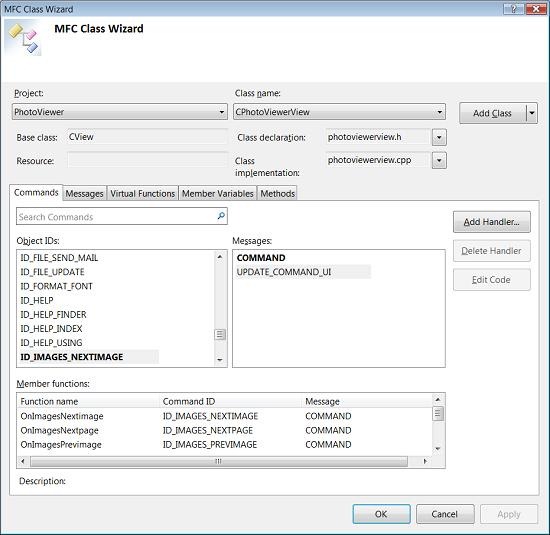 MFC Class Wizard
MFC Class Wizard
Project:
Class name:
PhotoViewer
CPhotoViewerView
Add Class
Base class:
CView
Class declaration:
photoviewerview.h
Resource:
Class implementation:
photoviewerview.cpp
Commands
Messages
Virtual Functions
Member Variables
Methods
Search Commands
Add Handler...
Object IDs:
Messages:
Delete Handler
Edit Code
ID_FILE_SEND_MAIL
ID_FILE_UPDATE
ID_FORMAT_FONT
ID_HELP
ID_HELP_FINDER
ID_HELP_INDEX
ID_HELP_USING
ID_IMAGES_NEXTIMAGE
COMMAND
UPDATE_COMMAND_UI
Member functions:
Function name Command ID Message
OnImagesNextimage ID_IMAGES_NEXTIMAGE COMMAND
OnImagesNextpage ID_IMAGES_NEXTPAGE COMMAND
OnImagesPrevimage ID_IMAGES_PREVIMAGE COMMAND
Description:
OK
Cancel
Apply